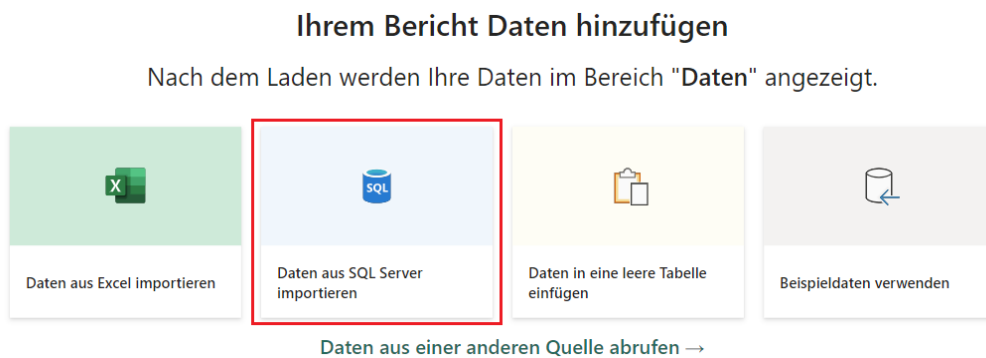 Ihrem Bericht Daten hinzufügen
Nach dem Laden werden Ihre Daten im Bereich "Daten" angezeigt.
X
SQL
Daten aus Excel importieren
Daten aus SQL Server
importieren
Daten in eine leere Tabelle
einfügen
Beispieldaten verwenden
Daten aus einer anderen Quelle abrufen →